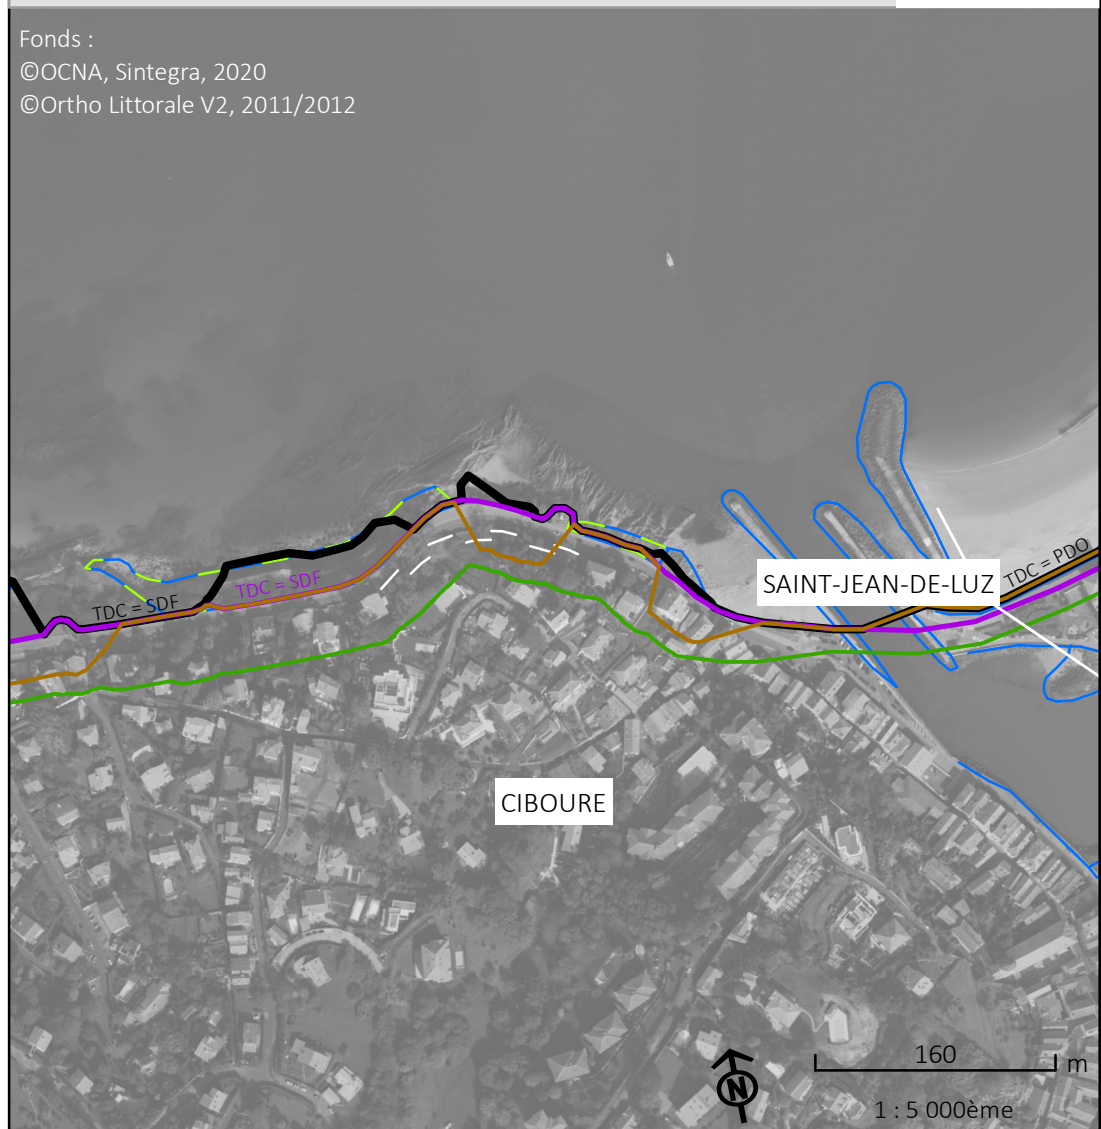 Fonds :
©OCNA, Sintegra, 2020
©Ortho Littorale V2, 2011/2012
TDC = PDO
SAINT-JEAN-DE-LUZ
TDC = SDF
TDC = SDF
CIBOURE
N
160
m
1 : 5 000ème